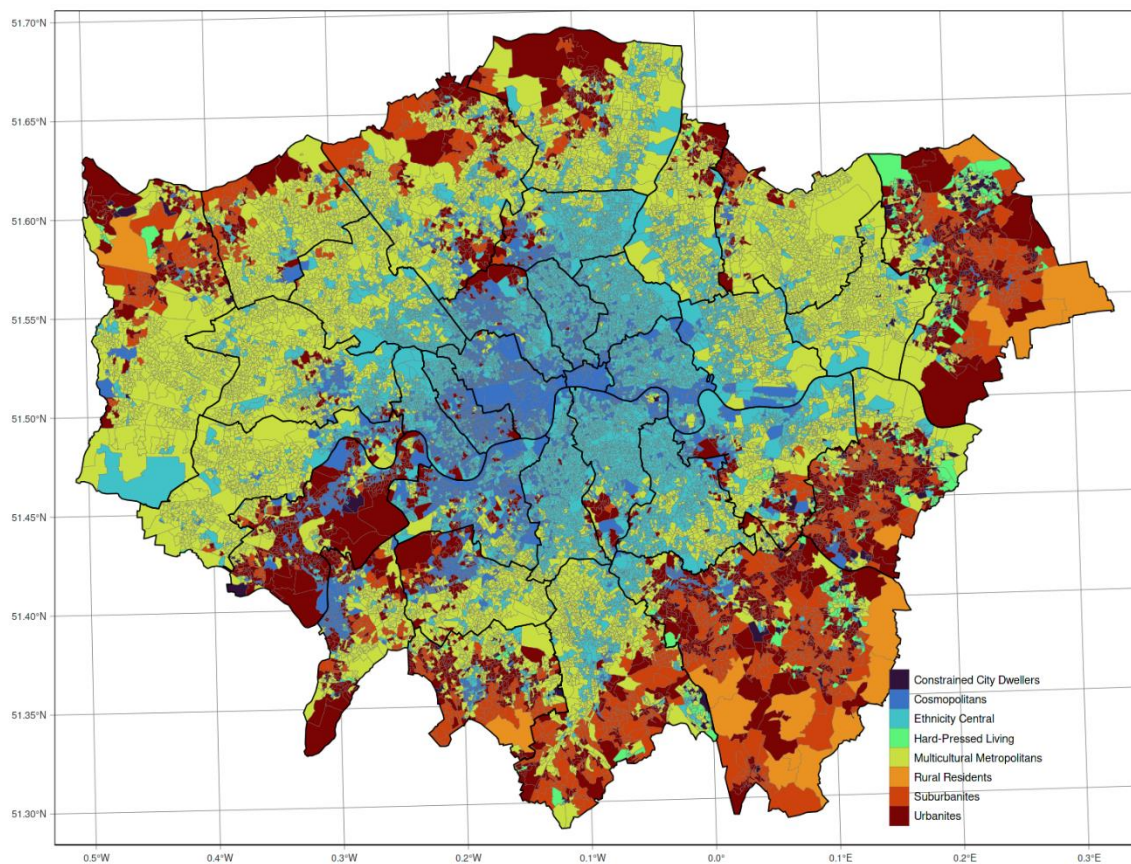 51.70°N
51.65°N
51.60°N
51.55°N
51.50°N
51.45°N
51.40°N
51.35°N
51.30°N
Constrained City Dwellers
Cosmopolitans
Ethnicity Central
Hard-Pressed Living
Multicultural Metropolitans
Rural Residents
Suburbanites
Urbanites
0.5°W 0.4°W 0.3°W 0.2°W 0.1°W 0.0° 0.1°E 0.2°E 0.3°E